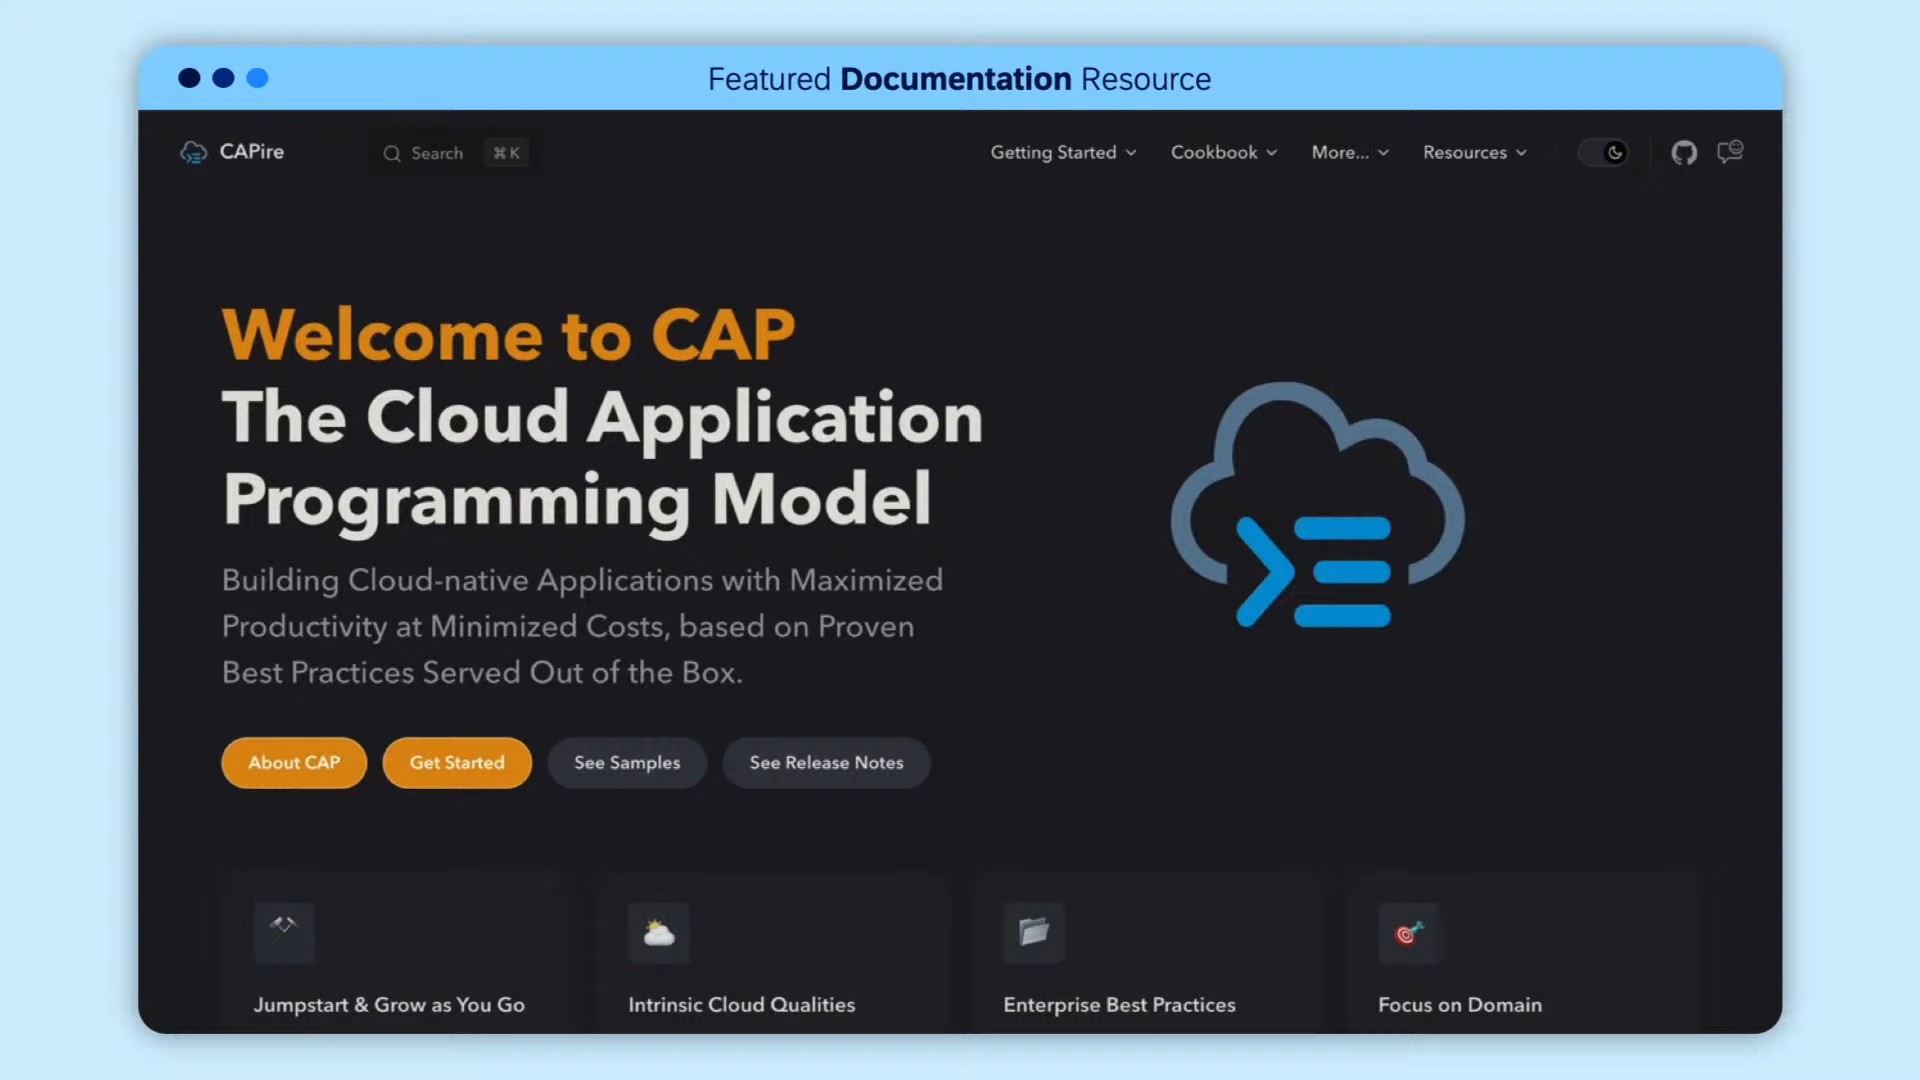 Featured Documentation Resource
CAPire
Search ⌘ K
Getting Started
Cookbook
More...
Resources
Welcome to CAP
The Cloud Application
Programming Model
Building Cloud-native Applications with Maximized
Productivity at Minimized Costs, based on Proven
Best Practices Served Out of the Box.
About CAP
Get Started
See Samples
See Release Notes
Jumpstart & Grow as You Go
Intrinsic Cloud Qualities
Enterprise Best Practices
Focus on Domain